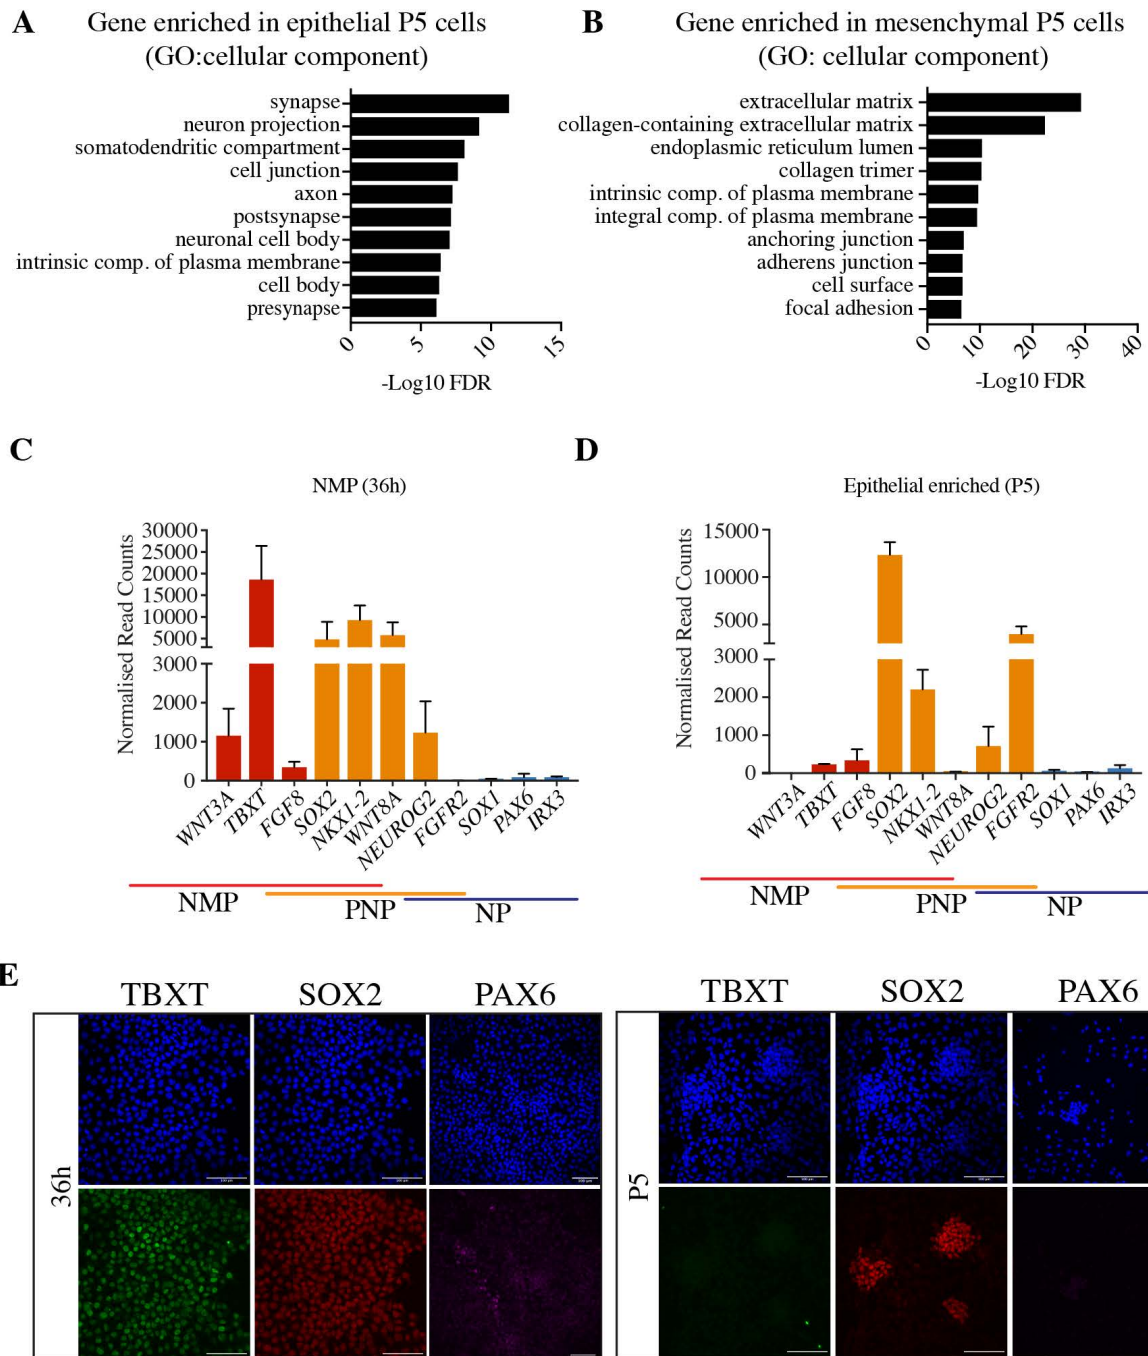 A
Gene enriched in epithelial P5 cells
(GO:cellular component)
synapse
neuron projection
somatodendritic compartment
cell junction
axon
postsynapse
neuronal cell body
intrinsic comp. of plasma membrane
cell body
presynapse
0 5 10 15
-Log10 FDR
B
Gene enriched in mesenchymal P5 cells
(GO: cellular component)
extracellular matrix
collagen-containing extracellular matrix
endoplasmic reticulum lumen
collagen trimer
intrinsic comp. of plasma membrane
integral comp. of plasma membrane
anchoring junction
adherens junction
cell surface
focal adhesion
0 10 20 30 40
-Log10 FDR
C
NMP (36h)
Normalised Read Counts
30000
25000
20000
15000
10000
5000
3000
2000
1000
0
WNT3A TBXT FGF8 SOX2 NKX1-2 WNT8A NEUROG2 FGFR2 SOX1 PAX6 IRX3
NMP PNP NP
D
Epithelial enriched (P5)
Normalised Read Counts
15000
10000
5000
3000
2000
1000
0
WNT3A TBXT FGF8 SOX2 NKX1-2 WNT8A NEUROG2 FGFR2 SOX1 PAX6 IRX3
NMP PNP NP
E
TBXT SOX2 PAX6
36h
TBXT SOX2 PAX6
P5